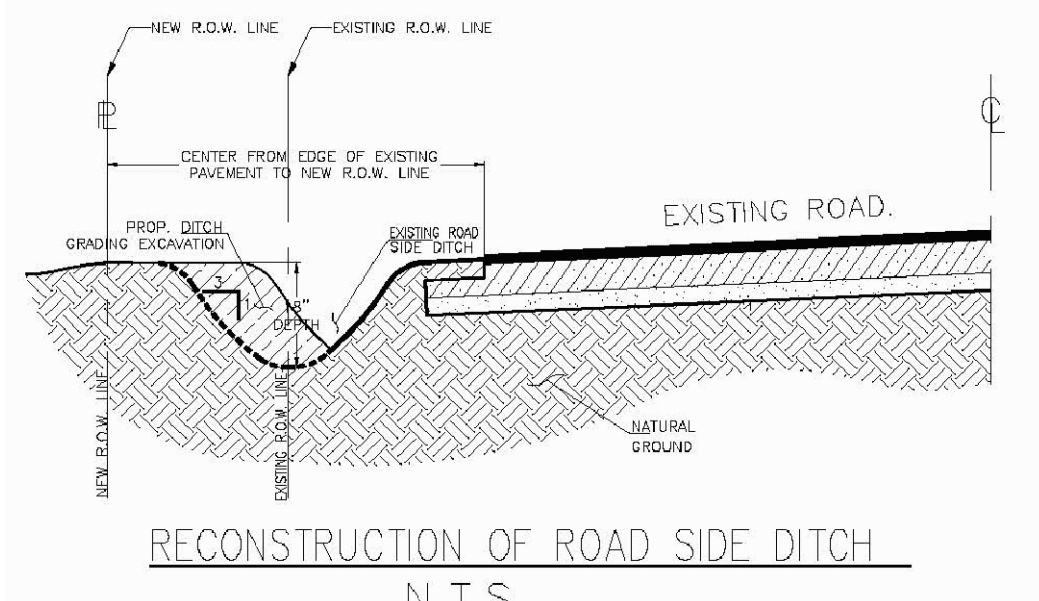 NEW R.O.W. LINE
EXISTING R.O.W. LINE
PL
CL
CENTER FROM EDGE OF EXISTING
PAVEMENT TO NEW R.O.W. LINE
EXISTING ROAD.
PROP. DITCH
GRADING EXCAVATION
EXISTING ROAD
SIDE DITCH
3
1
8"
DEPTH
NEW R.O.W. LINE
EXISTING R.O.W. LINE
NATURAL
GROUND
RECONSTRUCTION OF ROAD SIDE DITCH
N.T.S.